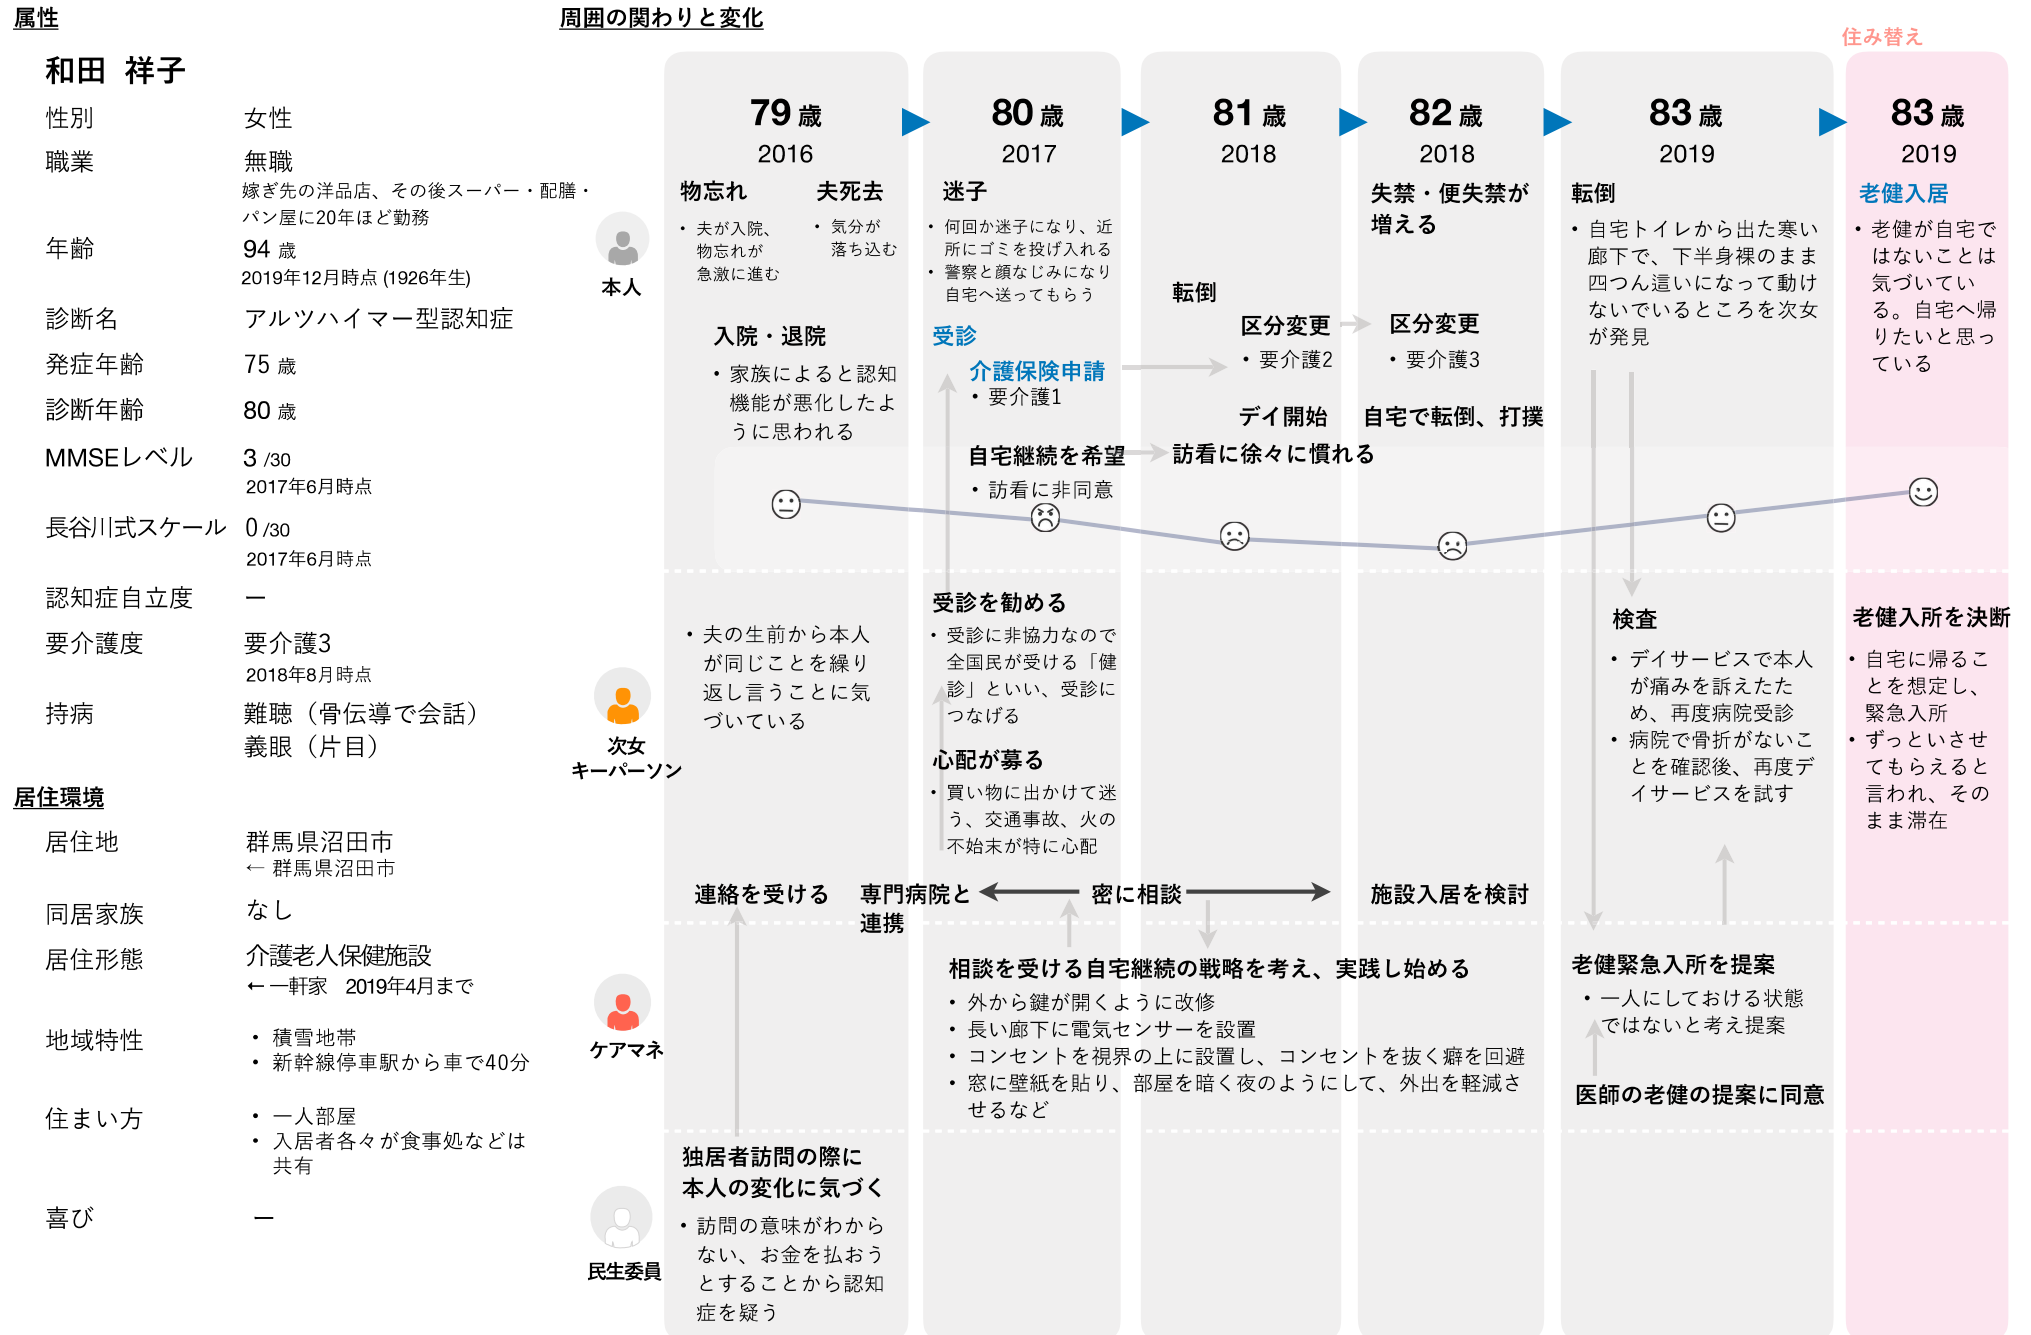 属性
和田 祥子
性別 女性
職業 無職
嫁ぎ先の洋品店、その後スーパー・配膳・
パン屋に20年ほど勤務
年齢 94 歳
2019年12月時点 (1926年生)
診断名 アルツハイマー型認知症
発症年齢 75 歳
診断年齢 80 歳
MMSEレベル 3 /30
2017年6月時点
長谷川式スケール 0 /30
2017年6月時点
認知症自立度 ー
要介護度 要介護3
2018年8月時点
持病 難聴（骨伝導で会話）
義眼（片目）
居住環境
居住地 群馬県沼田市
← 群馬県沼田市
同居家族 なし
居住形態 介護老人保健施設
← 一軒家 2019年4月まで
地域特性 • 積雪地帯
• 新幹線停車駅から車で40分
住まい方 • 一人部屋
• 入居者各々が食事処などは
共有
喜び ー
周囲の関わりと変化
住み替え
79 歳
2016
80 歳
2017
81 歳
2018
82 歳
2018
83 歳
2019
83 歳
2019
本人
物忘れ
• 夫が入院、
物忘れが
急激に進む
夫死去
• 気分が
落ち込む
入院・退院
• 家族によると認知
機能が悪化したよ
うに思われる
迷子
• 何回か迷子になり、近
所にゴミを投げ入れる
• 警察と顔なじみになり
自宅へ送ってもらう
受診
介護保険申請
• 要介護1
自宅継続を希望
• 訪看に非同意
転倒
区分変更
• 要介護2
デイ開始
訪看に徐々に慣れる
失禁・便失禁が
増える
区分変更
• 要介護3
自宅で転倒、打撲
転倒
• 自宅トイレから出た寒い
廊下で、下半身裸のまま
四つん這いになって動け
ないでいるところを次女
が発見
老健入居
• 老健が自宅で
はないことは
気づいてい
る。自宅へ帰
りたいと思っ
ている
次女
キーパーソン
• 夫の生前から本人
が同じことを繰り
返し言うことに気
づいている
連絡を受ける
受診を勧める
• 受診に非協力なので
全国民が受ける「健
診」といい、受診に
つなげる
心配が募る
• 買い物に出かけて迷
う、交通事故、火の
不始末が特に心配
専門病院と
連携
密に相談
施設入居を検討
検査
• デイサービスで本人
が痛みを訴えたた
め、再度病院受診
• 病院で骨折がないこ
とを確認後、再度デ
イサービスを試す
老健入所を決断
• 自宅に帰るこ
とを想定し、
緊急入所
• ずっといさせ
てもらえると
言われ、その
まま滞在
ケアマネ
相談を受ける自宅継続の戦略を考え、実践し始める
• 外から鍵が開くように改修
• 長い廊下に電気センサーを設置
• コンセントを視界の上に設置し、コンセントを抜く癖を回避
• 窓に壁紙を貼り、部屋を暗く夜のようにして、外出を軽減さ
せるなど
老健緊急入所を提案
• 一人にしておける状態
ではないと考え提案
医師の老健の提案に同意
民生委員
独居者訪問の際に
本人の変化に気づく
• 訪問の意味がわから
ない、お金を払おう
とすることから認知
症を疑う